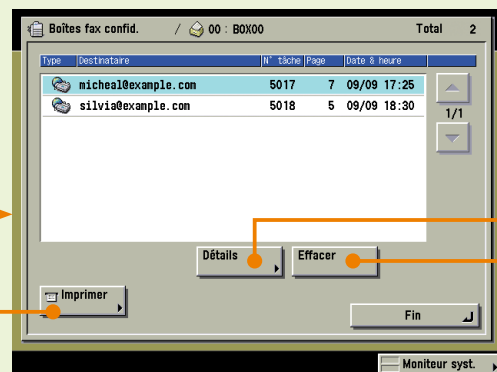 Boîtes fax confid. / 00 : BOX00 Total 2
Type Destinataire N° tâche Page Date & heure
micheal@example.com 5017 7 09/09 17:25
silvia@example.com 5018 5 09/09 18:30
1/1
Détails Effacer
Imprimer
Fin
Moniteur syst.